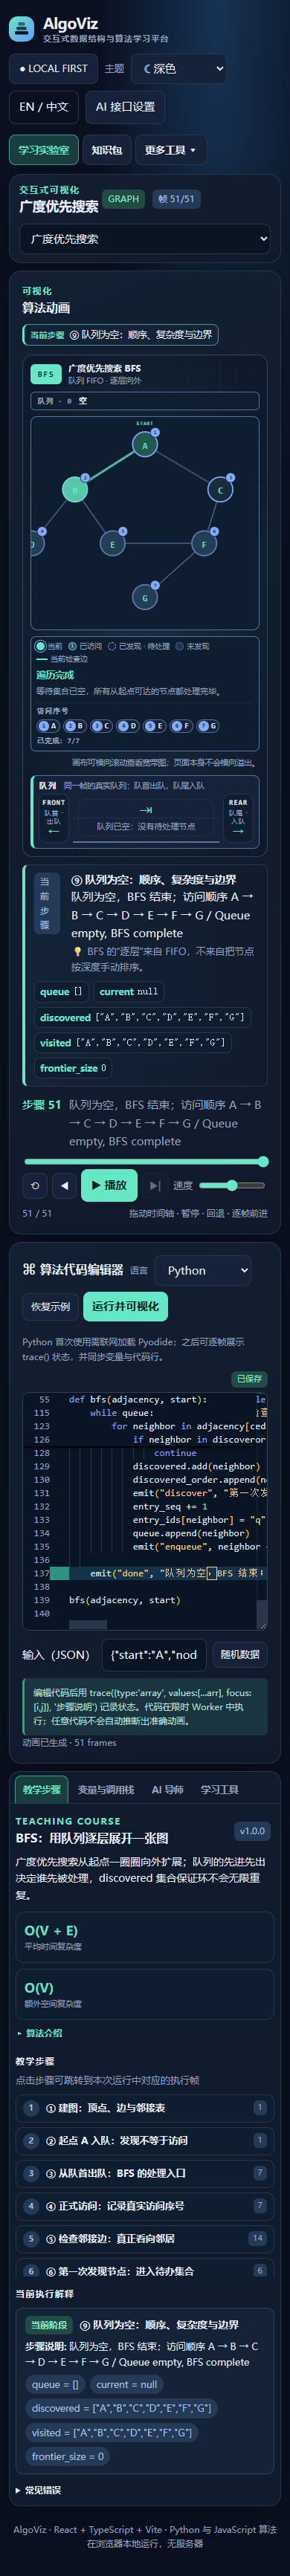 AlgoViz
交互式数据结构与算法学习平台
● LOCAL FIRST
主题
☾ 深色
EN / 中文
AI 接口设置
学习实验室
知识包
更多工具 ▾
交互式可视化
广度优先搜索
GRAPH
帧 51/51
广度优先搜索
可视化
算法动画
当前步骤 ⑨ 队列为空：顺序、复杂度与边界
BFS
广度优先搜索 BFS
队列 FIFO · 逐层向外
队列 · 0 空
START
1
A
2
B
3
C
4
D
5
E
6
F
7
G
当前
已访问
已发现 · 待处理
未发现
当前检查边
遍历完成
等待集合已空，所有从起点可达的节点都处理完毕。
访问序号
1 A 2 B 3 C 4 D 5 E 6 F 7 G
已完成：7/7
画布可横向滚动查看宽带图；页面本身不会横向溢出。
队列 同一帧的真实队列：队首出队，队尾入队
FRONT
队首 · 出队
←
⇥
队列已空：没有待处理节点
REAR
队尾 · 入队
→
当前步骤
⑨ 队列为空：顺序、复杂度与边界
队列为空，BFS 结束；访问顺序 A →
B → C → D → E → F → G / Queue
empty, BFS complete
💡 BFS 的“逐层”来自 FIFO，不来自把节点
按深度手动排序。
queue []
current null
discovered ["A","B","C","D","E","F","G"]
visited ["A","B","C","D","E","F","G"]
frontier_size 0
步骤 51
队列为空，BFS 结束；访问顺序 A → B
→ C → D → E → F → G / Queue
empty, BFS complete
▶ 播放
速度
51 / 51
拖动时间轴 · 暂停 · 回退 · 逐帧前进
⌘ 算法代码编辑器
语言
Python
恢复示例
运行并可视化
Python 首次使用需联网加载 Pyodide；之后可逐帧展示
trace() 状态，并同步变量与代码行。
已保存
55 def bfs(adjacency, start):
115 while queue:
123 for neighbor in adjacency[
126 if neighbor in discover
128 continue
129 discovered.add(neighbor)
130 discovered_order.append(n
131 emit("discover", "第一次发
132 entry_seq += 1
133 entry_ids[neighbor] = "q"
134 queue.append(neighbor)
135 emit("enqueue", neighbor
136
137 emit("done", "队列为空，BFS 结束；
138
139 bfs(adjacency, start)
140
输入（JSON）
{"start":"A","nod
随机数据
编辑代码后用 trace({type:'array', values:[...arr], focus:
[i,j]}, '步骤说明') 记录状态。代码在限时 Worker 中执
行；任意代码不会自动推断出准确动画。
动画已生成 · 51 frames
教学步骤
变量与调用栈
AI 导师
学习工具
TEACHING COURSE
BFS：用队列逐层展开一张图
v1.0.0
广度优先搜索从起点一圈圈向外扩展；队列的先进先出
决定谁先被处理，discovered 集合保证环不会无限重
复。
O(V + E)
平均时间复杂度
O(V)
额外空间复杂度
▸ 算法介绍
教学步骤
点击步骤可跳转到本次运行中对应的执行帧
1 ① 建图：顶点、边与邻接表 1
2 ② 起点 A 入队：发现不等于访问 1
3 ③ 从队首出队：BFS 的处理入口 7
4 ④ 正式访问：记录真实访问序号 7
5 ⑤ 检查邻接边：真正看向邻居 14
6 ⑥ 第一次发现节点：进入待办集合 6
当前执行解释
当前阶段
⑨ 队列为空：顺序、复杂度与边界
步骤说明: 队列为空，BFS 结束；访问顺序 A → B → C
→ D → E → F → G / Queue empty, BFS complete
queue = []
current = null
discovered = ["A","B","C","D","E","F","G"]
visited = ["A","B","C","D","E","F","G"]
frontier_size = 0
▸ 常见错误
AlgoViz · React + TypeScript + Vite · Python 与 JavaScript 算法
在浏览器本地运行，无服务器